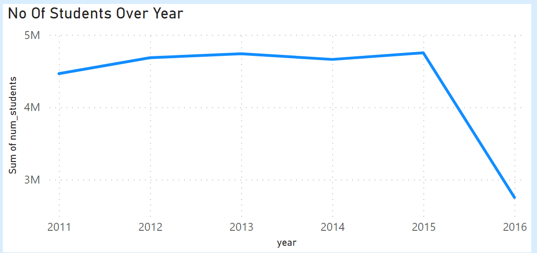 No Of Students Over Year
5M
4M
3M
Sum of num_students
2011 2012 2013 2014 2015 2016
year